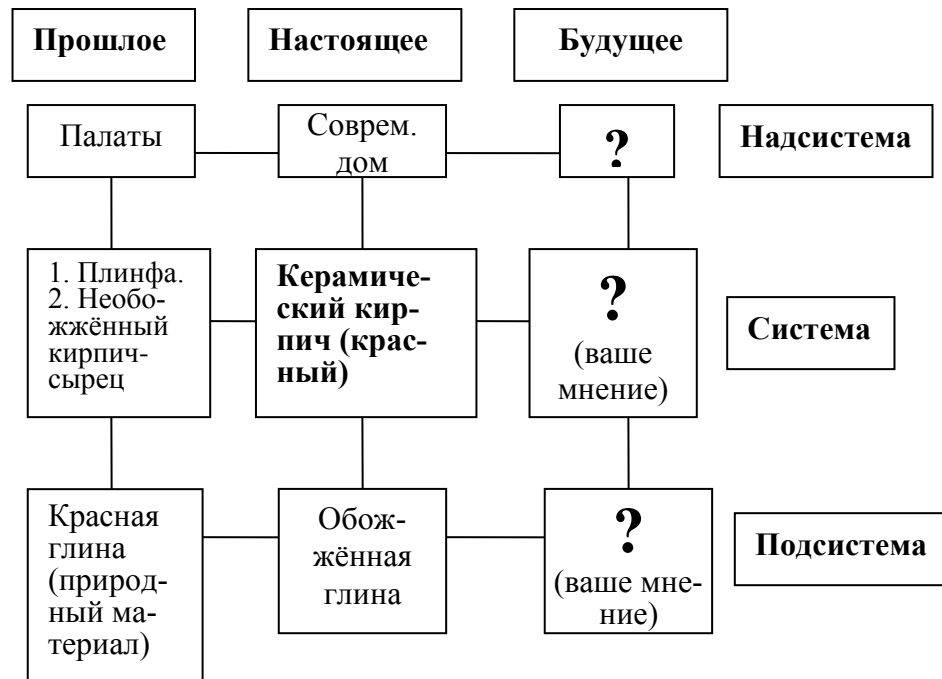 Прошлое
Настоящее
Будущее
Палаты
Соврем.
дом
?
Надсистема
1. Плинфа.
2. Необо-
жжённый
кирпич-
сырец
Керамиче-
ский кир-
пич (крас-
ный)
?
(ваше
мнение)
Система
Красная
глина
(природ-
ный ма-
териал)
Обож-
жённая
глина
?
(ваше мне-
ние)
Подсистема